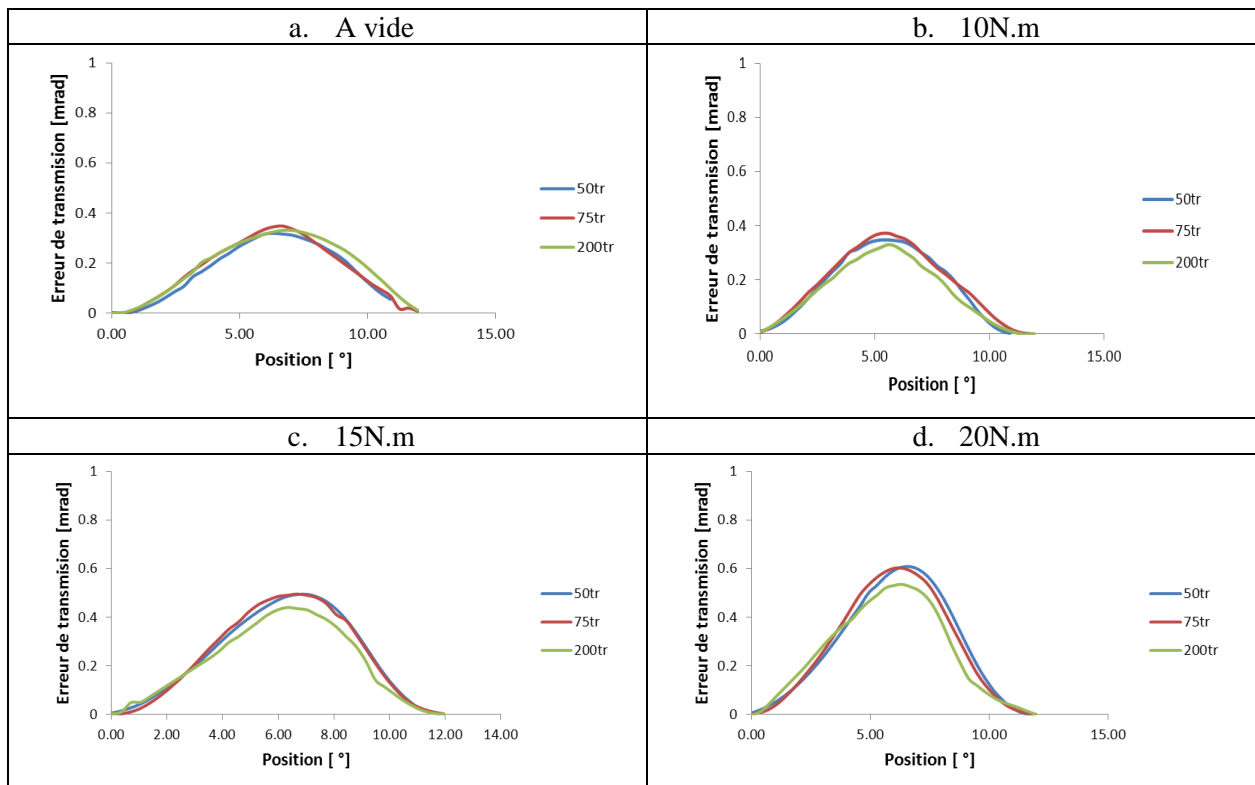 a. A vide
Erreur de transmision [mrad]
1
0.8
0.6
0.4
0.2
0
0.00 5.00 10.00 15.00
Position [ °]
50tr
75tr
200tr
b. 10N.m
Erreur de transmision [mrad]
1
0.8
0.6
0.4
0.2
0
0.00 5.00 10.00 15.00
Position [ °]
50tr
75tr
200tr
c. 15N.m
Erreur de transmision [mrad]
1
0.8
0.6
0.4
0.2
0
0.00 2.00 4.00 6.00 8.00 10.00 12.00 14.00
Position [ °]
50tr
75tr
200tr
d. 20N.m
Erreur de transmision [mrad]
1
0.8
0.6
0.4
0.2
0
0.00 5.00 10.00 15.00
Position [ °]
50tr
75tr
200tr